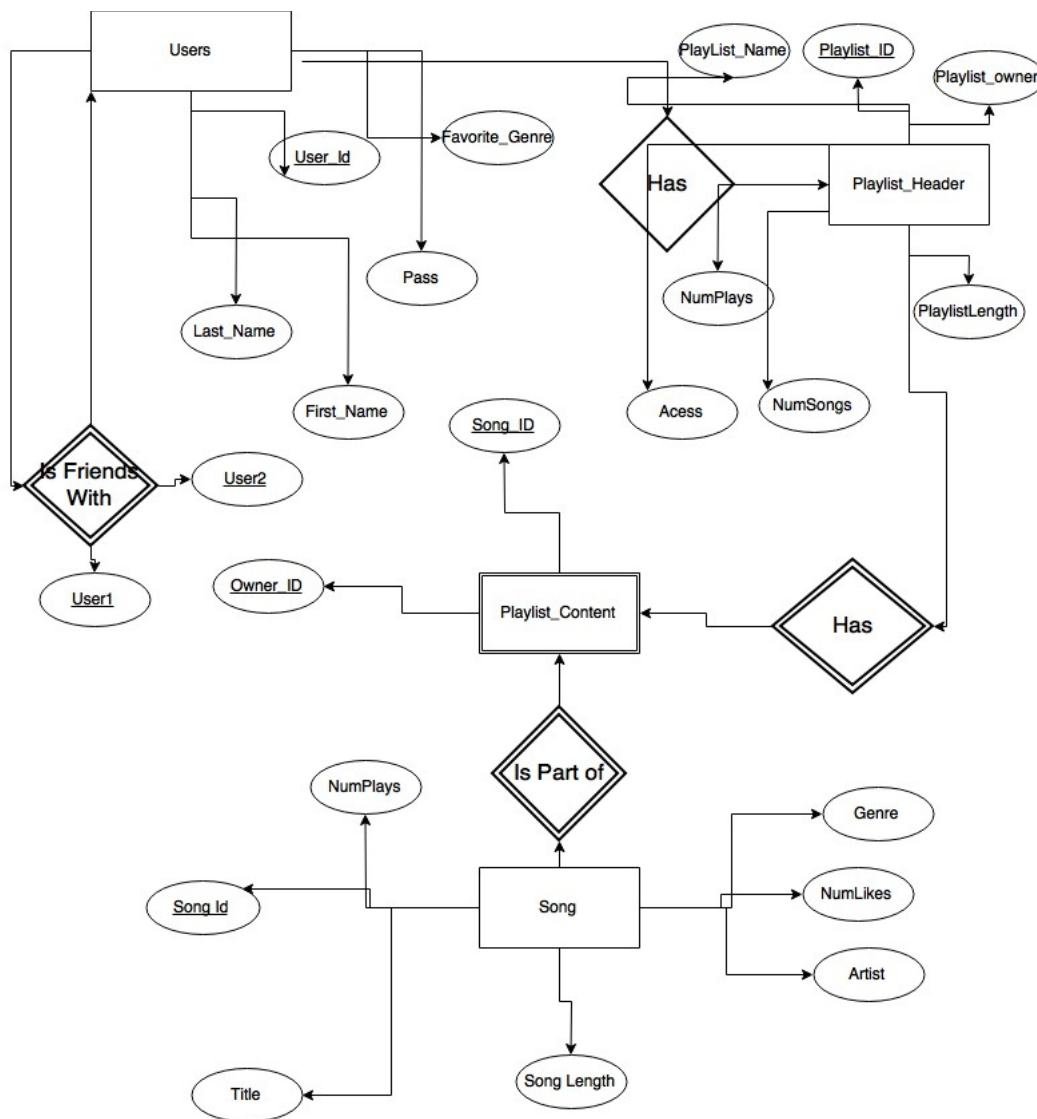 Users
PlayList_Name
Playlist_ID
Playlist_owner
Favorite_Genre
User_Id
Has
Playlist_Header
Pass
NumPlays
PlaylistLength
Last_Name
First_Name
Acess
NumSongs
Song_ID
Is Friends
With
User2
User1
Owner_ID
Playlist_Content
Has
Is Part of
NumPlays
Genre
Song Id
Song
NumLikes
Artist
Title
Song Length